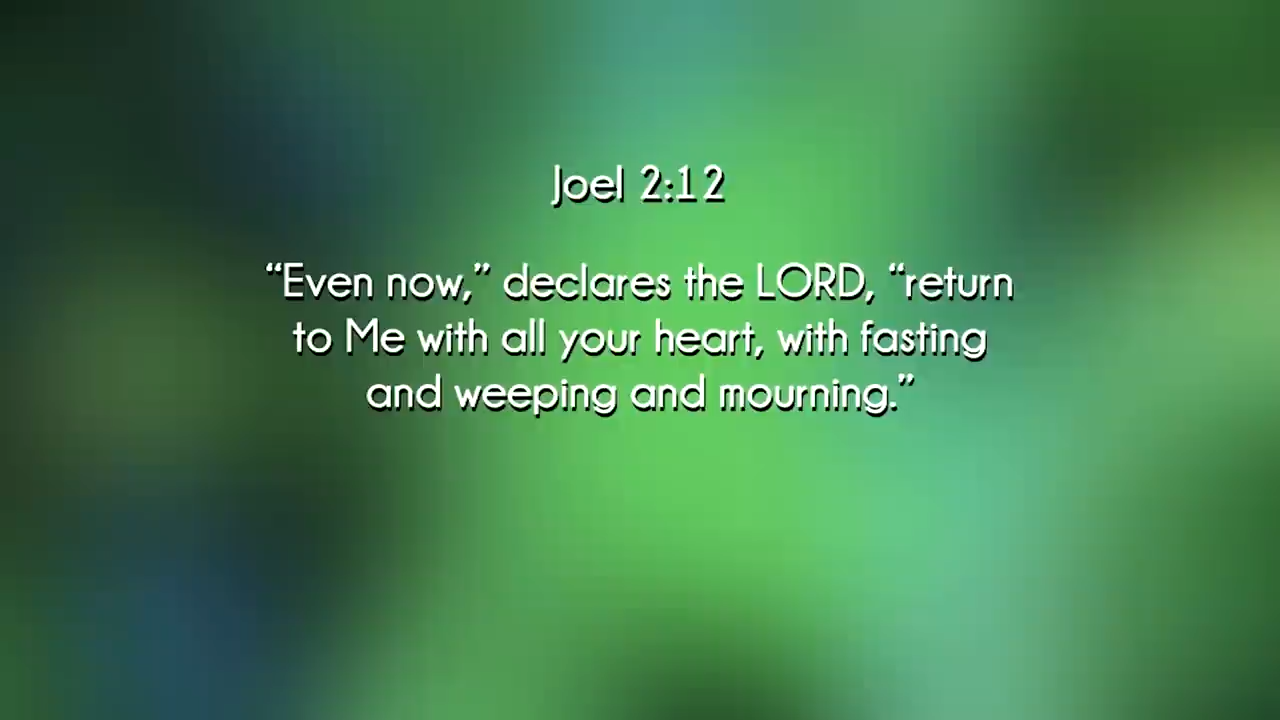 Joel 2:12
“Even now,” declares the LORD, “return
to Me with all your heart, with fasting
and weeping and mourning.”